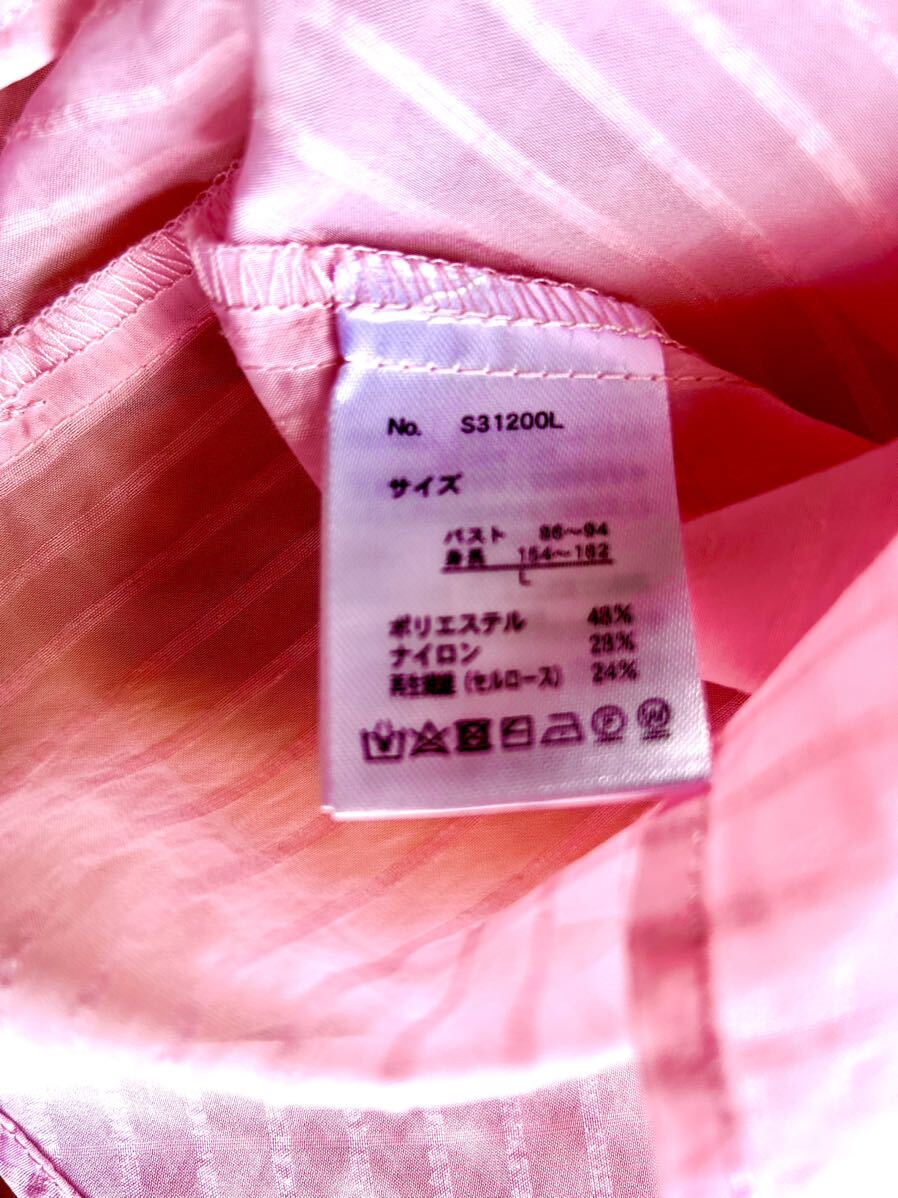 No. S31200L
サイズ
バスト 86〜94
身長 154〜162
L
ポリエステル 48%
ナイロン 28%
再生繊維 (セルロース) 24%